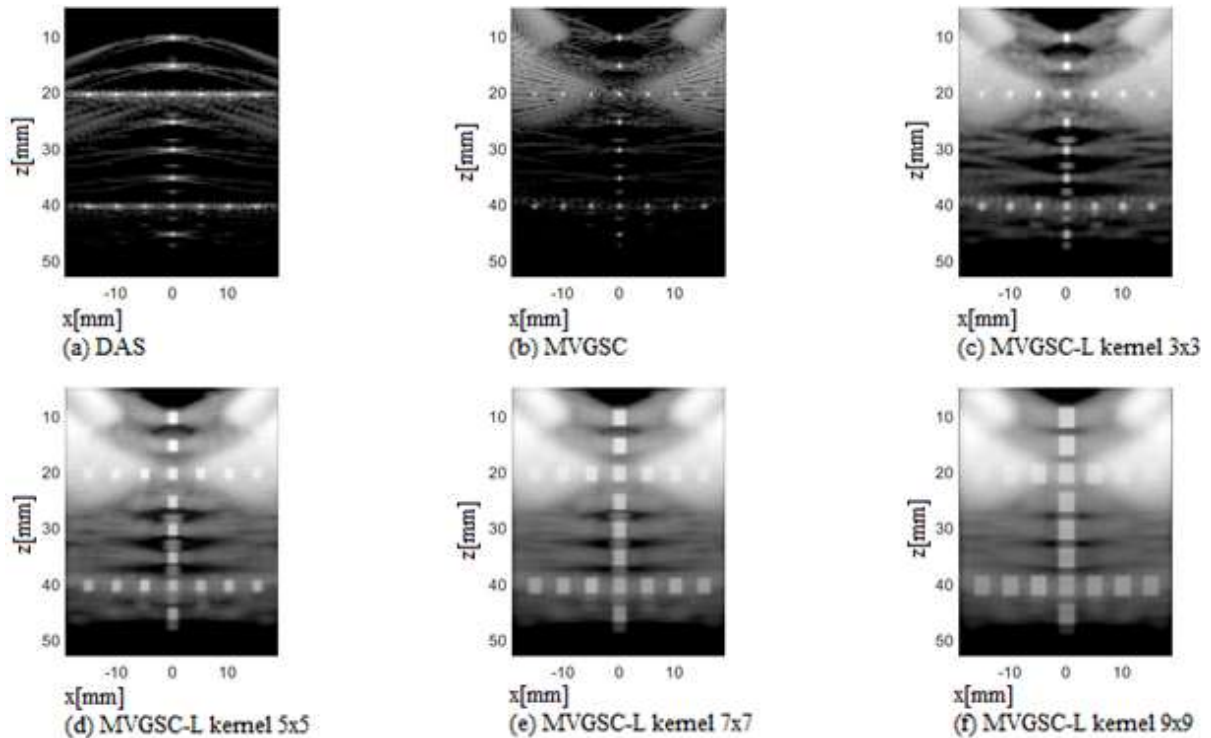 10
20
30
40
50
z[mm]
-10 0 10
x[mm]
(a) DAS
10
20
30
40
50
z[mm]
-10 0 10
x[mm]
(b) MVGSC
10
20
30
40
50
z[mm]
-10 0 10
x[mm]
(c) MVGSC-L kernel 3x3
10
20
30
40
50
z[mm]
-10 0 10
x[mm]
(d) MVGSC-L kernel 5x5
10
20
30
40
50
z[mm]
-10 0 10
x[mm]
(e) MVGSC-L kernel 7x7
10
20
30
40
50
z[mm]
-10 0 10
x[mm]
(f) MVGSC-L kernel 9x9